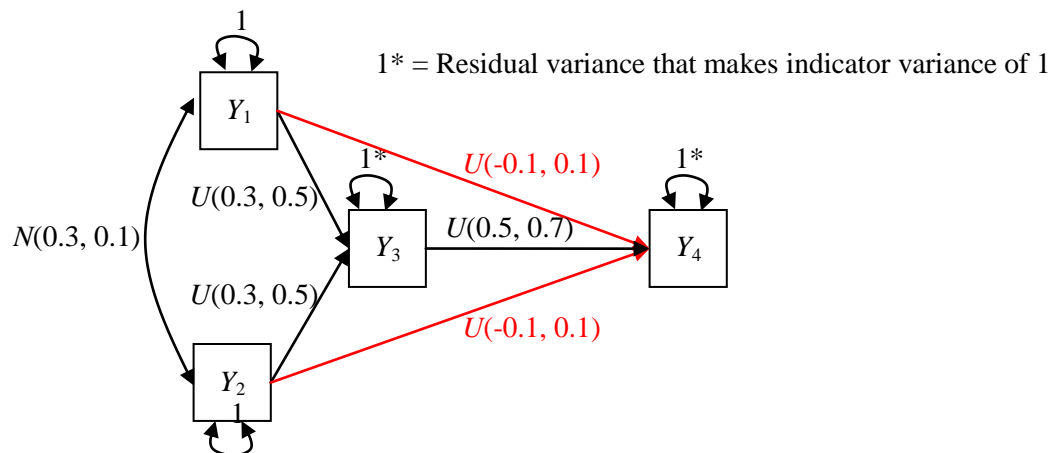 1
1* = Residual variance that makes indicator variance of 1
Y1
U(-0.1, 0.1)
1*
1*
U(0.3, 0.5)
N(0.3, 0.1)
U(0.5, 0.7)
Y3
Y4
U(0.3, 0.5)
U(-0.1, 0.1)
Y2
1